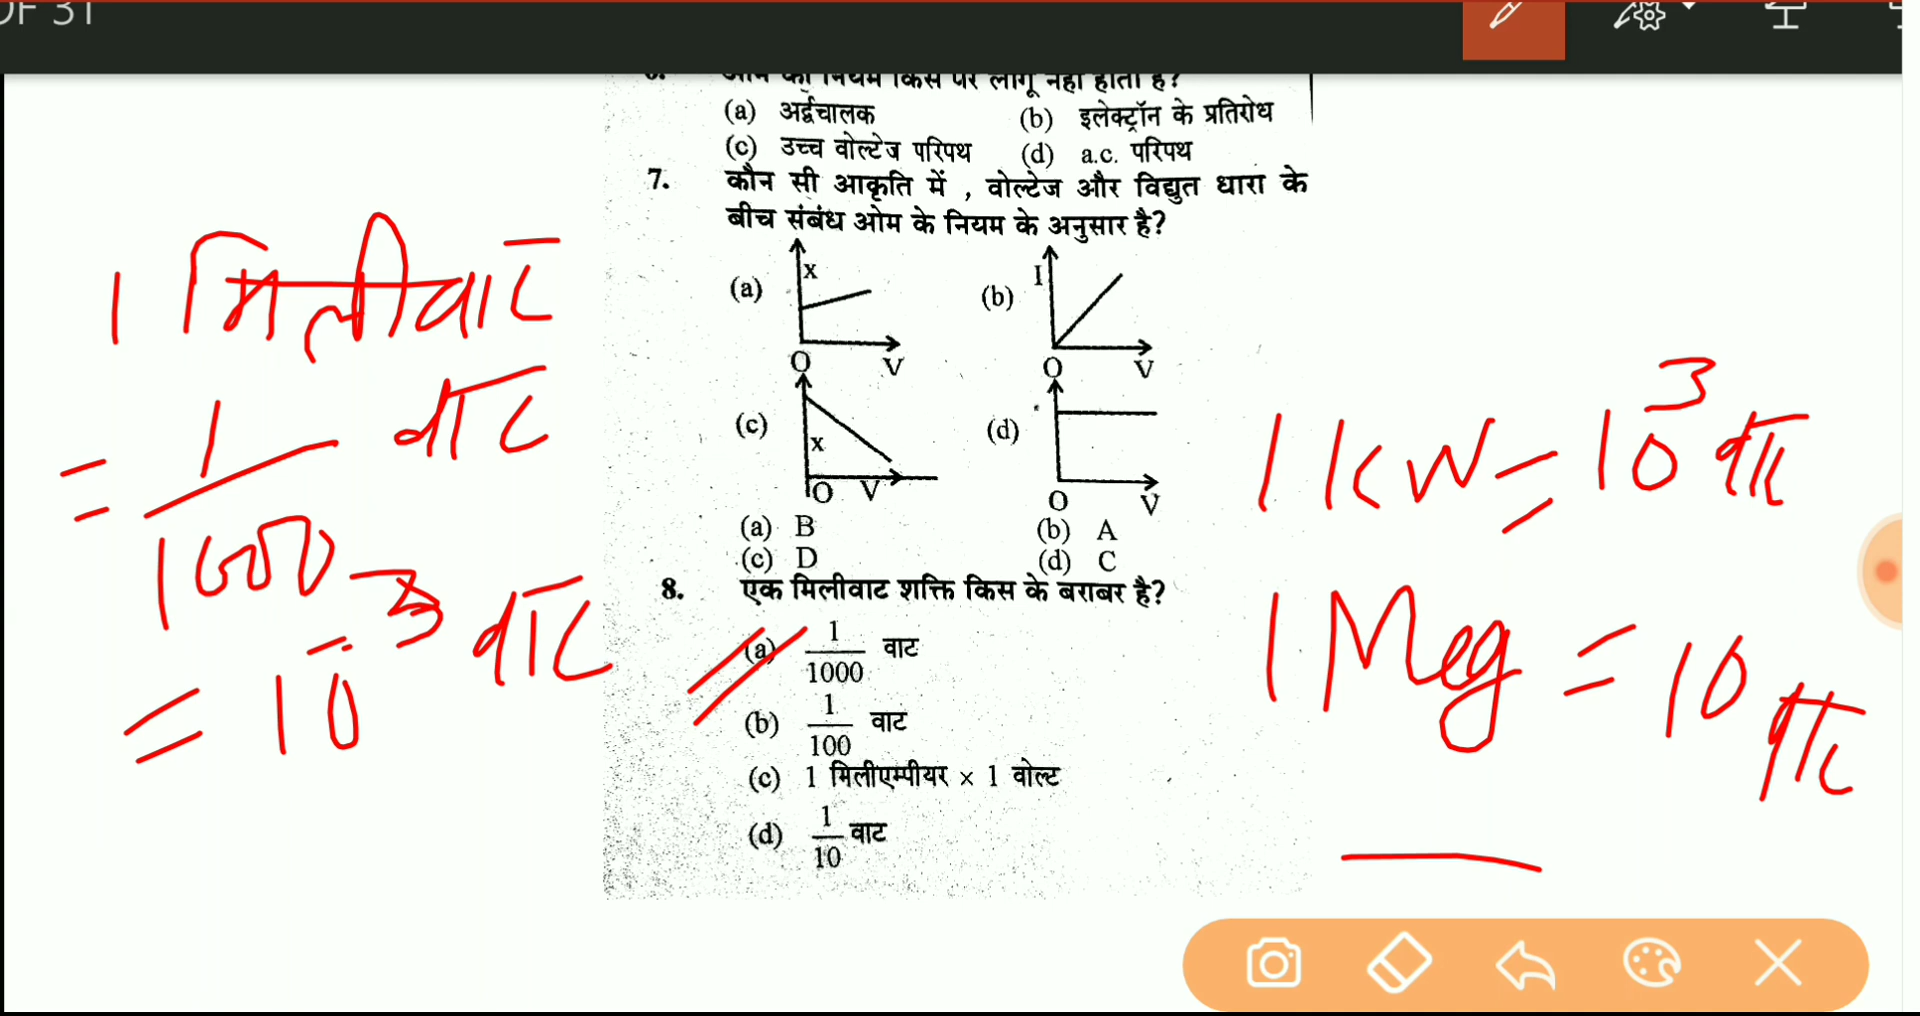 OF 31
6. ओम का नियम किस पर लागू नहीं होता है?
(a) अर्द्वचालक (b) इलेक्ट्रॉन के प्रतिरोध
(c) उच्च वोल्टेज परिपथ (d) a.c. परिपथ
7. कौन सी आकृति में , वोल्टेज और विद्युत धारा के
बीच संबंध ओम के नियम के अनुसार है?
(a) x O V (b) I O V
(c) x O V (d) O V
(a) B (b) A
(c) D (d) C
8. एक मिलीवाट शक्ति किस के बराबर है?
(a) 1/1000 वाट
(b) 1/100 वाट
(c) 1 मिलीएम्पीयर × 1 वोल्ट
(d) 1/10 वाट
1 मिलीवाट
= 1/1000 वाट
= 10⁻³ वाट
1 KW = 10³ वाट
1 Meg = 10 वाट